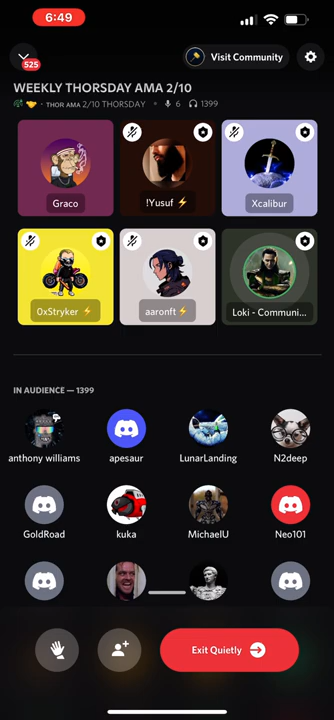 6:49
525
Visit Community
WEEKLY THORSDAY AMA 2/10
THOR AMA 2/10 THORSDAY • 6 1399
Graco
!Yusuf ⚡
Xcalibur
0xStryker ⚡
aaronft ⚡
Loki - Communi...
IN AUDIENCE — 1399
anthony williams
apesaur
LunarLanding
N2deep
GoldRoad
kuka
MichaelU
Neo101
Exit Quietly